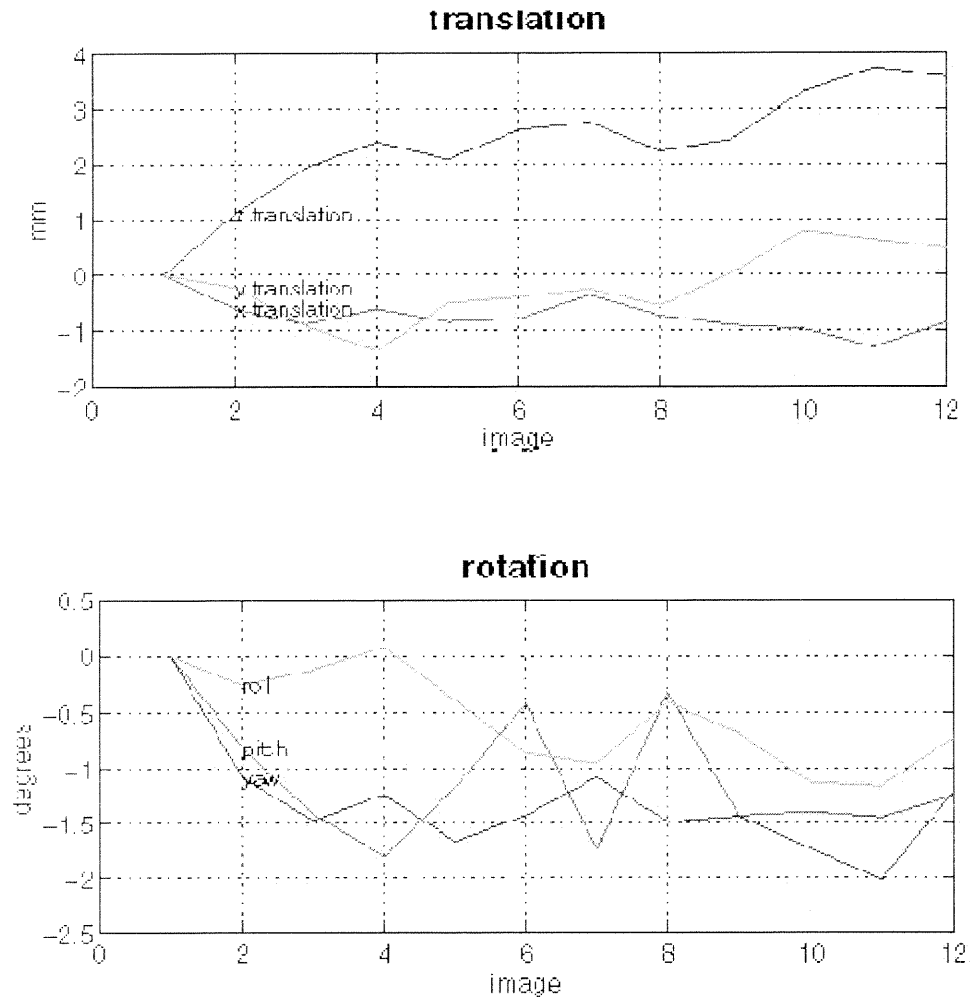 translation
4
3
2
1
0
-1
-2
mm
z translation
y translation
x translation
0 2 4 6 8 10 12
image
rotation
0.5
0
-0.5
-1
-1.5
-2
-2.5
degrees
roll
pitch
yaw
0 2 4 6 8 10 12
image